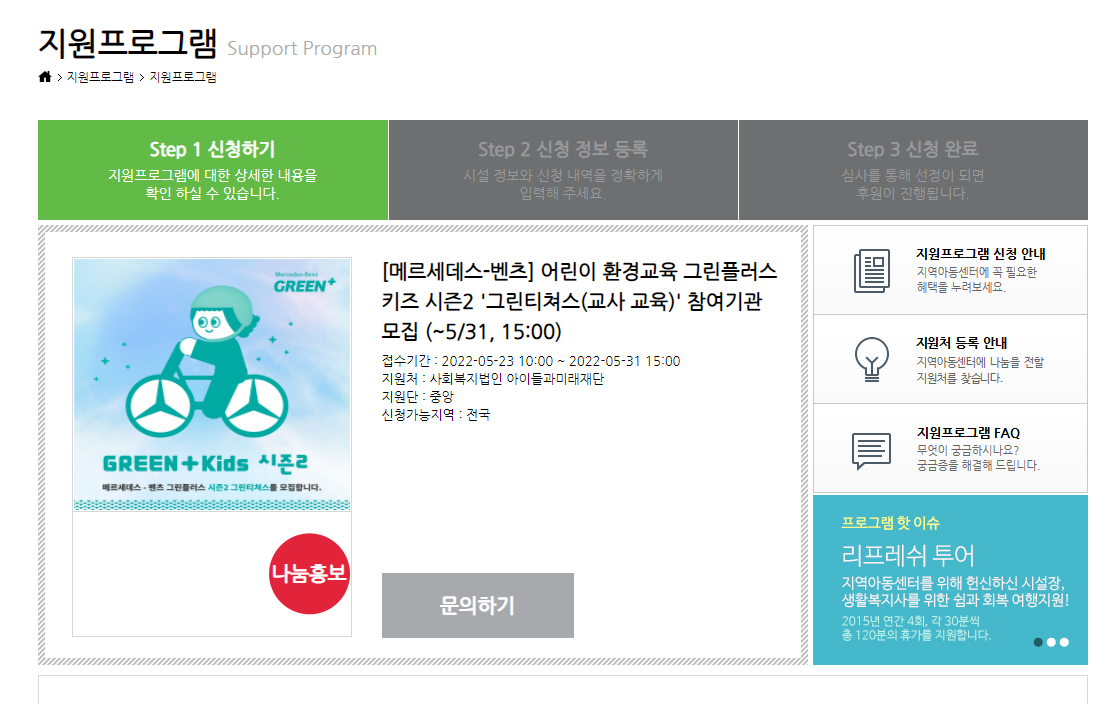 지원프로그램 Support Program
> 지원프로그램 > 지원프로그램
Step 1 신청하기
지원프로그램에 대한 상세한 내용을
확인 하실 수 있습니다.
Step 2 신청 정보 등록
시설 정보와 신청 내역을 정확하게
입력해 주세요.
Step 3 신청 완료
심사를 통해 선정이 되면
후원이 진행됩니다.
Mercedes-Benz
GREEN+
GREEN+Kids 시즌2
메르세데스 - 벤츠 그린플러스 시즌2 그린티쳐스를 모집합니다.
나눔홍보
[메르세데스-벤츠] 어린이 환경교육 그린플러스
키즈 시즌2 '그린티쳐스(교사 교육)' 참여기관
모집 (~5/31, 15:00)
접수기간 : 2022-05-23 10:00 ~ 2022-05-31 15:00
지원처 : 사회복지법인 아이들과미래재단
지원단 : 중앙
신청가능지역 : 전국
문의하기
지원프로그램 신청 안내
지역아동센터에 꼭 필요한
혜택을 누려보세요.
지원처 등록 안내
지역아동센터에 나눔을 전할
지원처를 찾습니다.
지원프로그램 FAQ
무엇이 궁금하시나요?
궁금증을 해결해 드립니다.
프로그램 핫 이슈
리프레쉬 투어
지역아동센터를 위해 헌신하신 시설장,
생활복지사를 위한 쉼과 회복 여행지원!
2015년 연간 4회, 각 30분씩
총 120분의 휴가를 지원합니다.